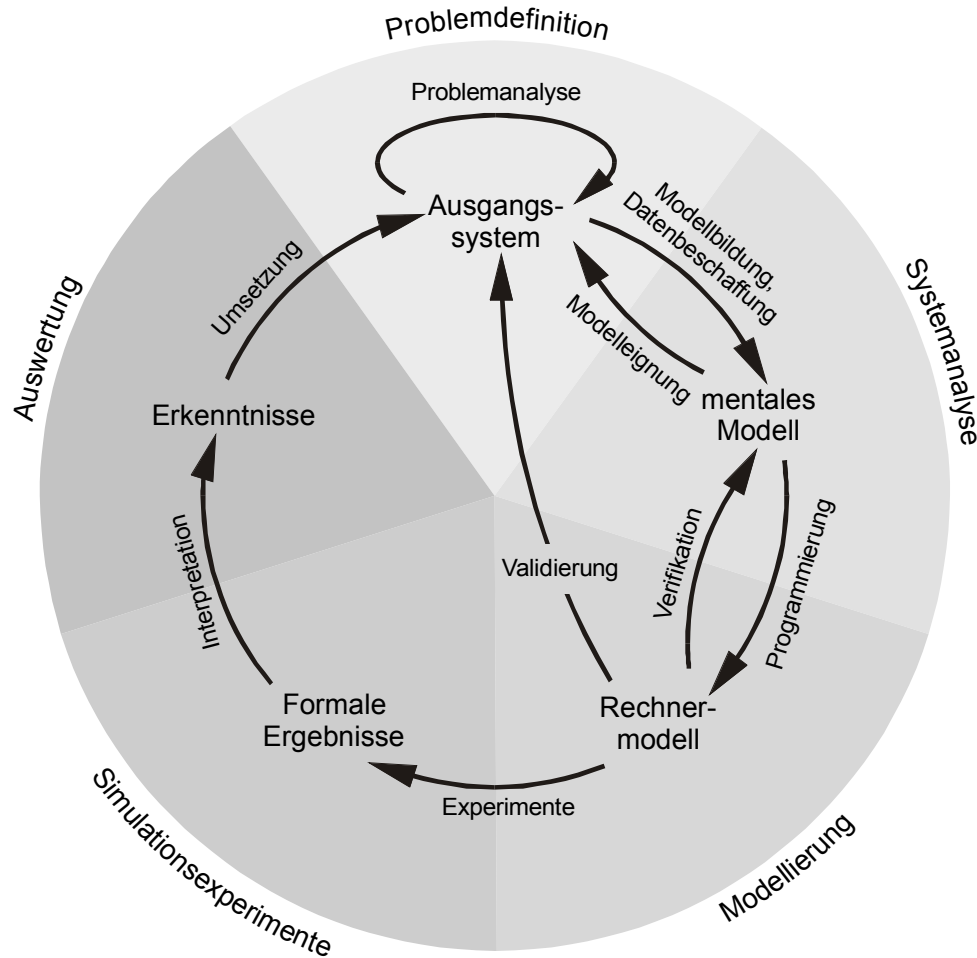 Problemdefinition
Problemanalyse
Ausgangs-
system
Modellbildung,
Datenbeschaffung
Modelleignung
Systemanalyse
mentales
Modell
Programmierung
Verifikation
Validierung
Rechner-
modell
Modellierung
Experimente
Formale
Ergebnisse
Simulationsexperimente
Interpretation
Erkenntnisse
Auswertung
Umsetzung